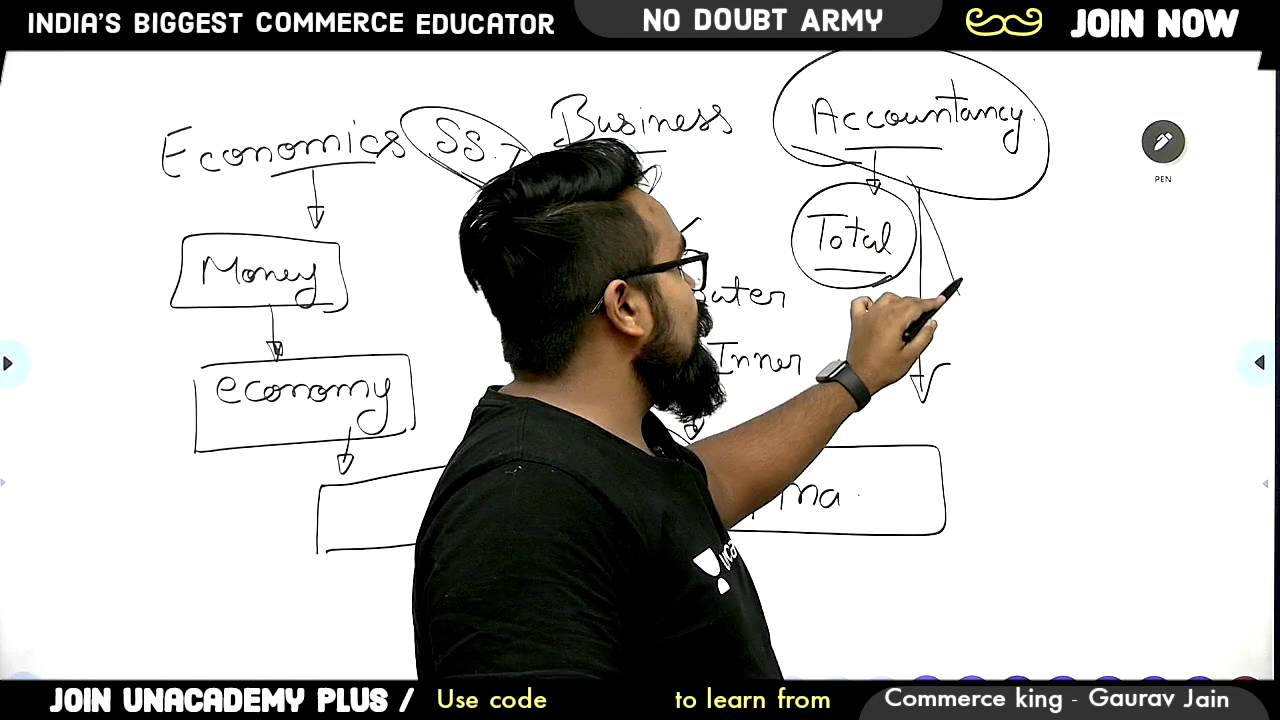 INDIA'S BIGGEST COMMERCE EDUCATOR
NO DOUBT ARMY
JOIN NOW
Economics
SS.
Business
Accountancy
PEN
Total
Money
Inner
economy
JOIN UNACADEMY PLUS /
Use code
to learn from
Commerce king - Gaurav Jain